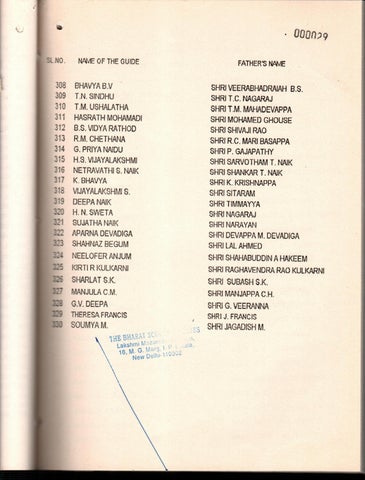 000029
SL.NO. NAME OF THE GUIDE FATHER'S NAME
308 BHAVYA B.V SHRI VEERABHADRAIAH B.S.
309 T.N. SINDHU SHRI T.C. NAGARAJ
310 T.M. USHALATHA SHRI T.M. MAHADEVAPPA
311 HASRATH MOHAMADI SHRI MOHAMED GHOUSE
312 B.S. VIDYA RATHOD SHRI SHIVAJI RAO
313 R.M. CHETHANA SHRI R.C. MARI BASAPPA
314 G. PRIYA NAIDU SHRI P. GAJAPATHY
315 H.S. VIJAYALAKSHMI SHRI SARVOTHAM T. NAIK
316 NETRAVATHI S. NAIK SHRI SHANKAR T. NAIK
317 K. BHAVYA SHRI K. KRISHNAPPA
318 VIJAYALAKSHMI S. SHRI SITARAM
319 DEEPA NAIK SHRI TIMMAYYA
320 H. N. SWETA SHRI NAGARAJ
321 SUJATHA NAIK SHRI NARAYAN
322 APARNA DEVADIGA SHRI DEVAPPA M. DEVADIGA
323 SHAHNAZ BEGUM SHRI LAL AHMED
324 NEELOFER ANJUM SHRI SHAHABUDDIN A HAKEEM
325 KIRTI R KULKARNI SHRI RAGHAVENDRA RAO KULKARNI
326 SHARLAT S.K. SHRI SUBASH S.K.
327 MANJULA C.M. SHRI MANJAPPA C.H.
328 G.V. DEEPA SHRI G. VEERANNA
329 THERESA FRANCIS SHRI J. FRANCIS
330 SOUMYA M. SHRI JAGADISH M.
THE BHARAT
Lakshmi
16, M. G. Marg, I. P.
New Delhi-110002